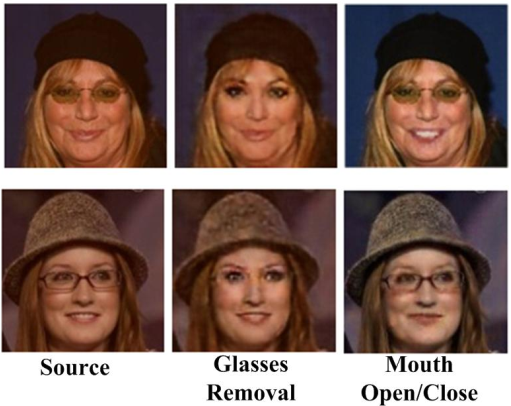 Source
Glasses
Removal
Mouth
Open/Close